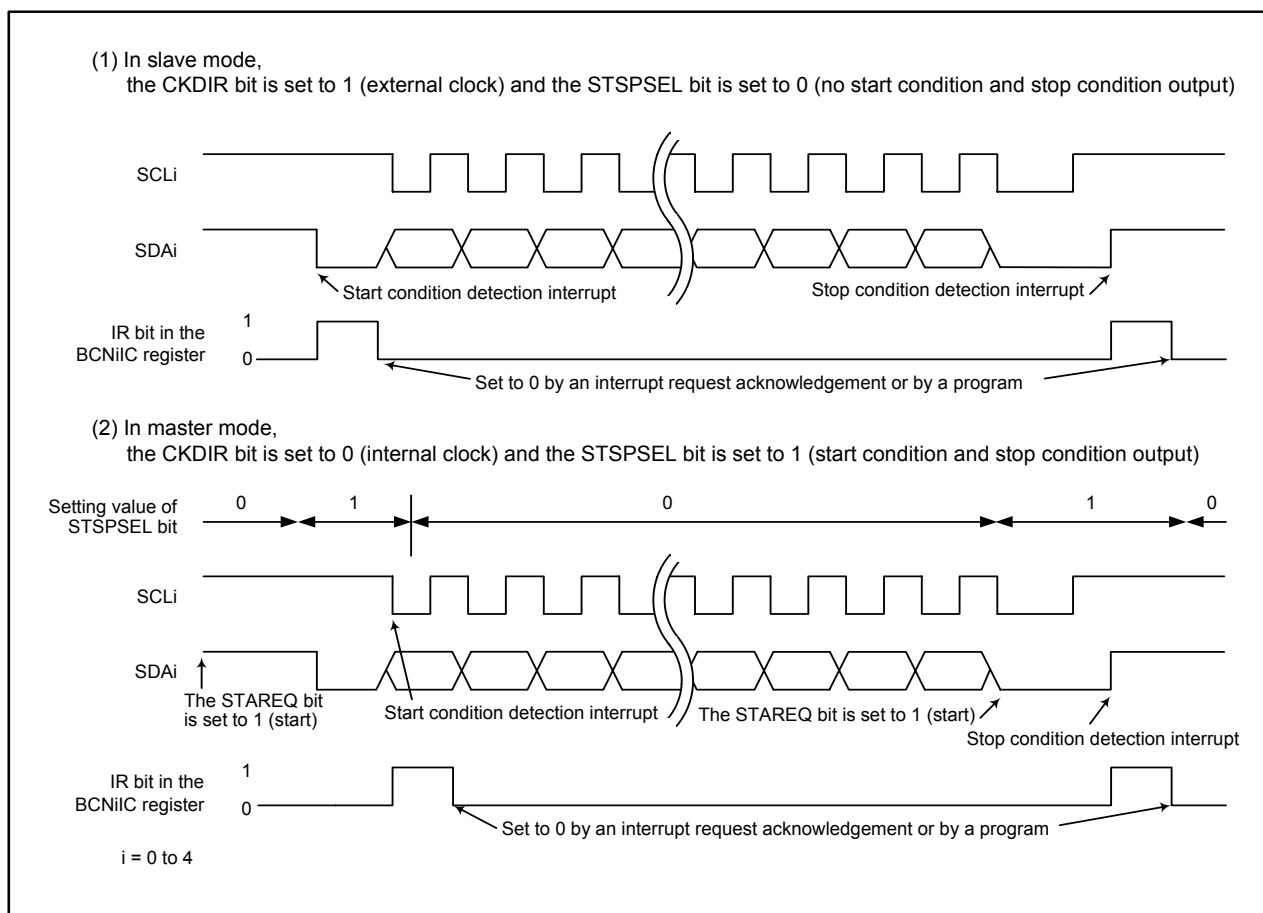 (1) In slave mode,
the CKDIR bit is set to 1 (external clock) and the STSPSEL bit is set to 0 (no start condition and stop condition output)
SCLi
SDAi
Start condition detection interrupt
Stop condition detection interrupt
IR bit in the
BCNiIC register
1
0
Set to 0 by an interrupt request acknowledgement or by a program
(2) In master mode,
the CKDIR bit is set to 0 (internal clock) and the STSPSEL bit is set to 1 (start condition and stop condition output)
Setting value of
STSPSEL bit
0
1
0
1
0
SCLi
SDAi
The STAREQ bit
is set to 1 (start)
Start condition detection interrupt
The STAREQ bit is set to 1 (start)
Stop condition detection interrupt
IR bit in the
BCNiIC register
1
0
Set to 0 by an interrupt request acknowledgement or by a program
i = 0 to 4